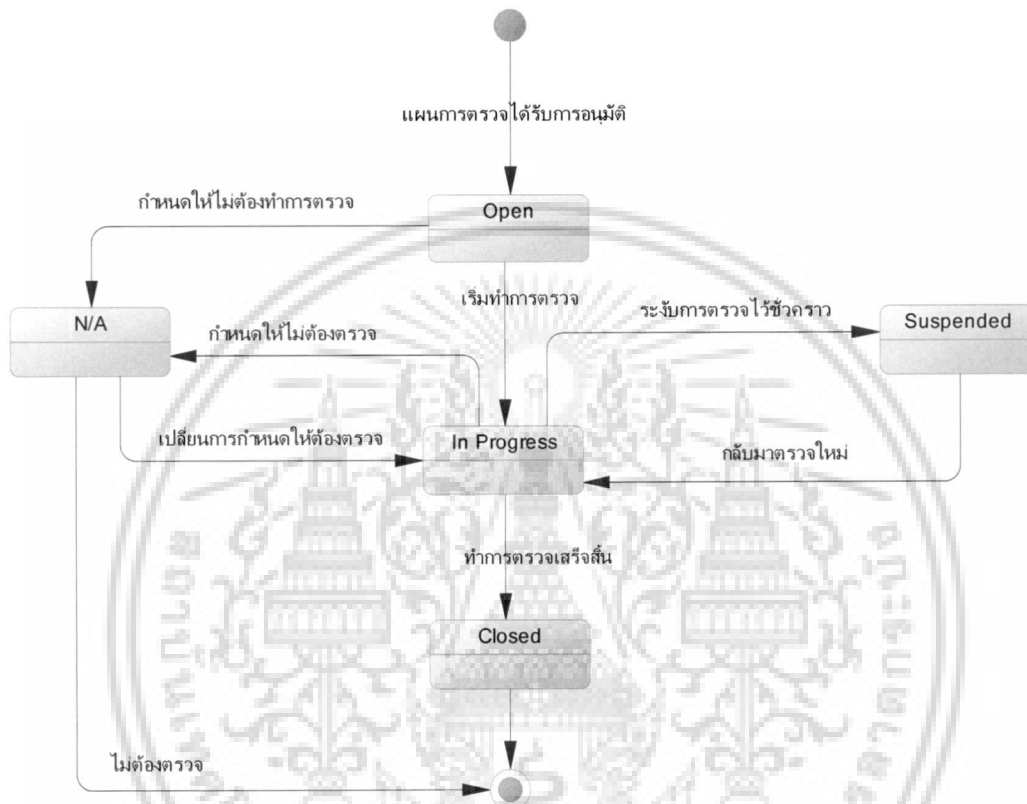 แผนการตรวจได้รับการอนุมัติ
กำหนดให้ไม่ต้องทำการตรวจ
Open
เริ่มทำการตรวจ
ระงับการตรวจไว้ชั่วคราว
N/A
กำหนดให้ไม่ต้องตรวจ
Suspended
เปลี่ยนการกำหนดให้ต้องตรวจ
In Progress
กลับมาตรวจใหม่
ทำการตรวจเสร็จสิ้น
Closed
ไม่ต้องตรวจ